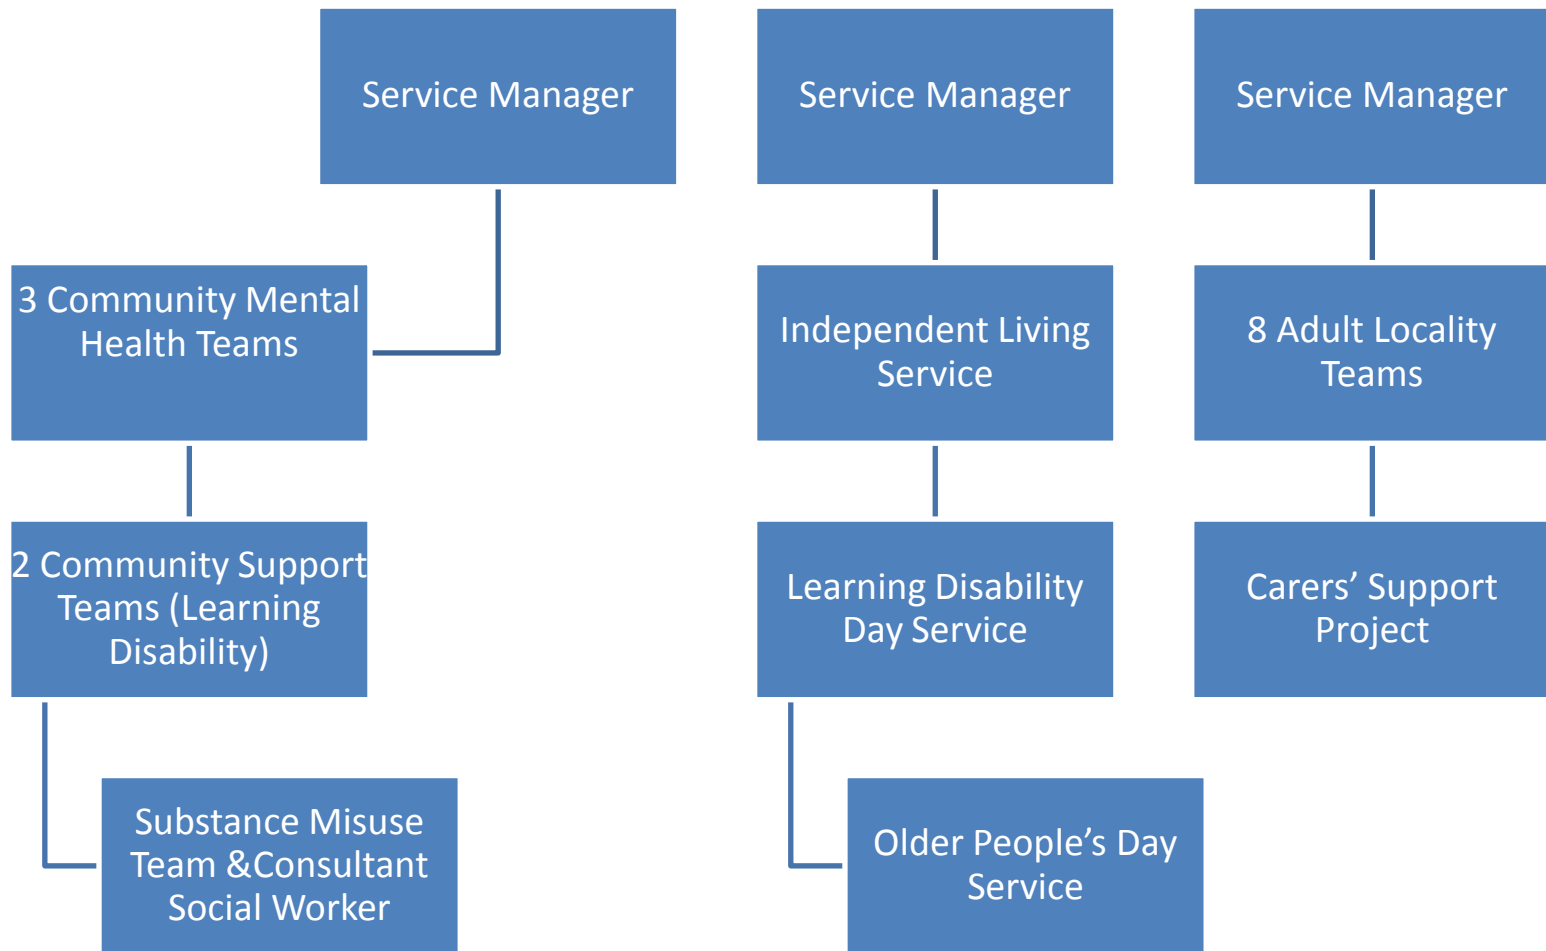 Service Manager
Service Manager
Service Manager
3 Community Mental
Health Teams
Independent Living
Service
8 Adult Locality
Teams
2 Community Support
Teams (Learning
Disability)
Learning Disability
Day Service
Carers’ Support
Project
Substance Misuse
Team &Consultant
Social Worker
Older People’s Day
Service